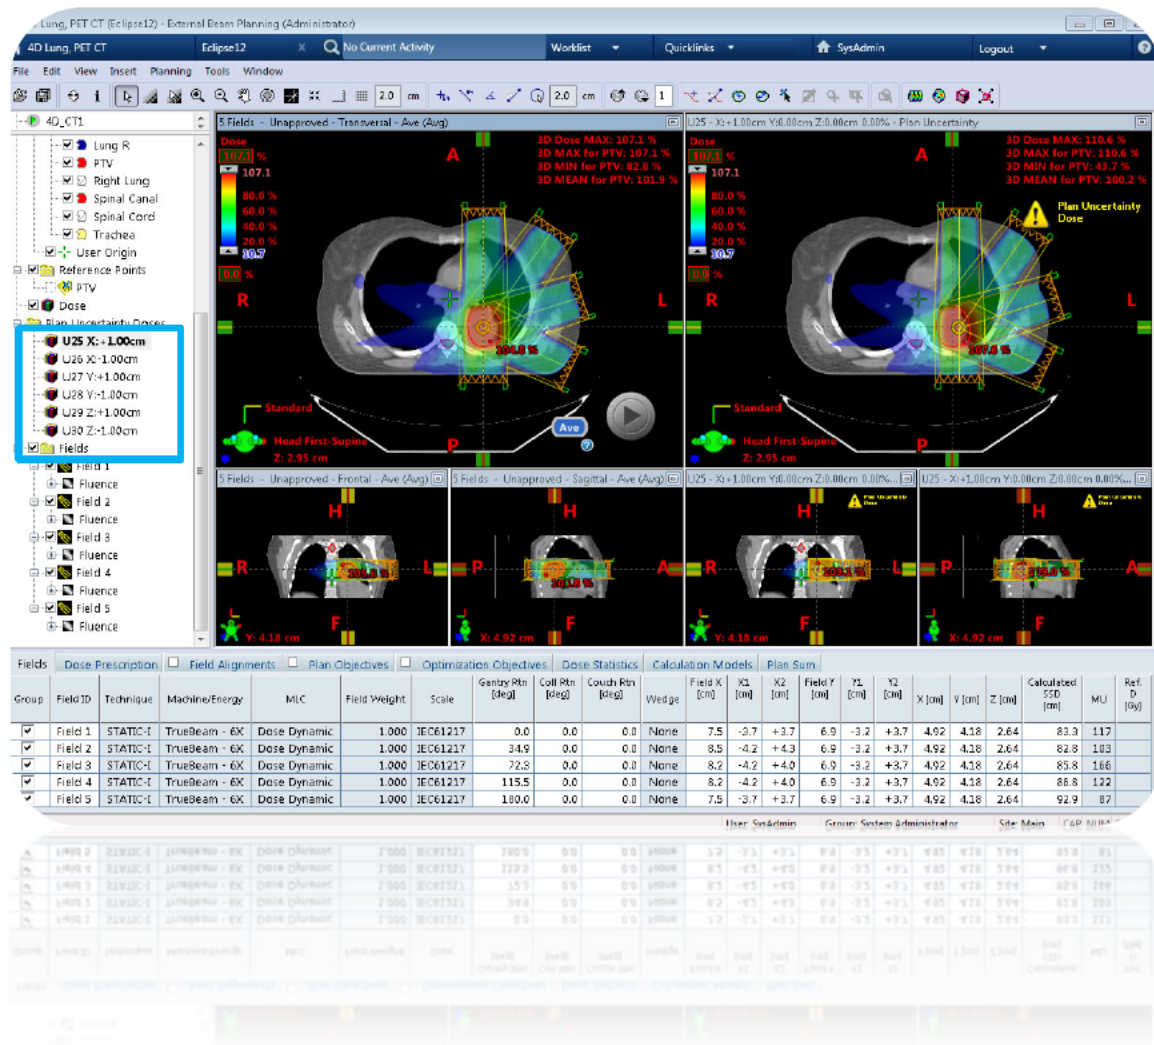 Lung, PET CT (Eclipse12) - External Beam Planning (Administrator)
4D Lung, PET CT Eclipse12 x No Current Activity Worklist Quicklinks SysAdmin Logout ?
File Edit View Insert Planning Tools Window
2.0 cm 2.0 cm 1
4D_CT1
Lung R
PTV
Right Lung
Spinal Canal
Spinal Cord
Trachea
User Origin
Reference Points
PTV
Dose
Plan Uncertainty Doses
U25 X:+1.00cm
U26 X:-1.00cm
U27 Y:+1.00cm
U28 Y:-1.00cm
U29 Z:+1.00cm
U30 Z:-1.00cm
Fields
Field 1
Fluence
Field 2
Fluence
Field 3
Fluence
Field 4
Fluence
Field 5
Fluence
5 Fields - Unapproved - Transversal - Ave (Avg)
Dose
107.1 %
107.1
80.0 %
60.0 %
40.0 %
20.0 %
10.7
0.0 %
3D Dose MAX: 107.1 %
3D MAX for PTV: 107.1 %
3D MIN for PTV: 82.8 %
3D MEAN for PTV: 101.9 %
A
R
L
104.8 %
Standard
Ave
?
Head First-Supine
P
Z: 2.95 cm
U25 - X:+1.00cm Y:0.00cm Z:0.00cm 0.00% - Plan Uncertainty
Dose
107.1 %
107.1
80.0 %
60.0 %
40.0 %
20.0 %
10.7
0.0 %
3D Dose MAX: 110.6 %
3D MAX for PTV: 110.6 %
3D MIN for PTV: 43.7 %
3D MEAN for PTV: 100.2 %
Plan Uncertainty
Dose
A
R
L
107.6 %
Standard
Head First-Supine
P
Z: 2.95 cm
5 Fields - Unapproved - Frontal - Ave (Avg)
H
R
L
F
Y: 4.18 cm
5 Fields - Unapproved - Sagittal - Ave (Avg)
H
P
A
101.8 %
F
X: 4.92 cm
U25 - X:+1.00cm Y:0.00cm Z:0.00cm 0.00%...
H
R
L
F
Y: 4.18 cm
U25 - X:+1.00cm Y:0.00cm Z:0.00cm 0.00%...
H
P
A
F
X: 4.92 cm
Fields Dose Prescription Field Alignments Plan Objectives Optimization Objectives Dose Statistics Calculation Models Plan Sum
Group Field ID Technique Machine/Energy MLC Field Weight Scale Gantry Rtn [deg] Coll Rtn [deg] Couch Rtn [deg] Wedge Field X [cm] X1 [cm] X2 [cm] Field Y [cm] Y1 [cm] Y2 [cm] X [cm] Y [cm] Z [cm] Calculated SSD [cm] MU Ref. D [Gy]
Field 1 STATIC-I TrueBeam - 6X Dose Dynamic 1.000 IEC61217 0.0 0.0 0.0 None 7.5 -3.7 +3.7 6.9 -3.2 +3.7 4.92 4.18 2.64 83.3 117
Field 2 STATIC-I TrueBeam - 6X Dose Dynamic 1.000 IEC61217 34.9 0.0 0.0 None 8.5 -4.2 +4.3 6.9 -3.2 +3.7 4.92 4.18 2.64 82.8 103
Field 3 STATIC-I TrueBeam - 6X Dose Dynamic 1.000 IEC61217 72.3 0.0 0.0 None 8.2 -4.2 +4.0 6.9 -3.2 +3.7 4.92 4.18 2.64 85.8 166
Field 4 STATIC-I TrueBeam - 6X Dose Dynamic 1.000 IEC61217 115.5 0.0 0.0 None 8.2 -4.2 +4.0 6.9 -3.2 +3.7 4.92 4.18 2.64 86.8 122
Field 5 STATIC-I TrueBeam - 6X Dose Dynamic 1.000 IEC61217 180.0 0.0 0.0 None 7.5 -3.7 +3.7 6.9 -3.2 +3.7 4.92 4.18 2.64 92.9 87
User: SysAdmin Group: System Administrator Site: Main CAP NUM